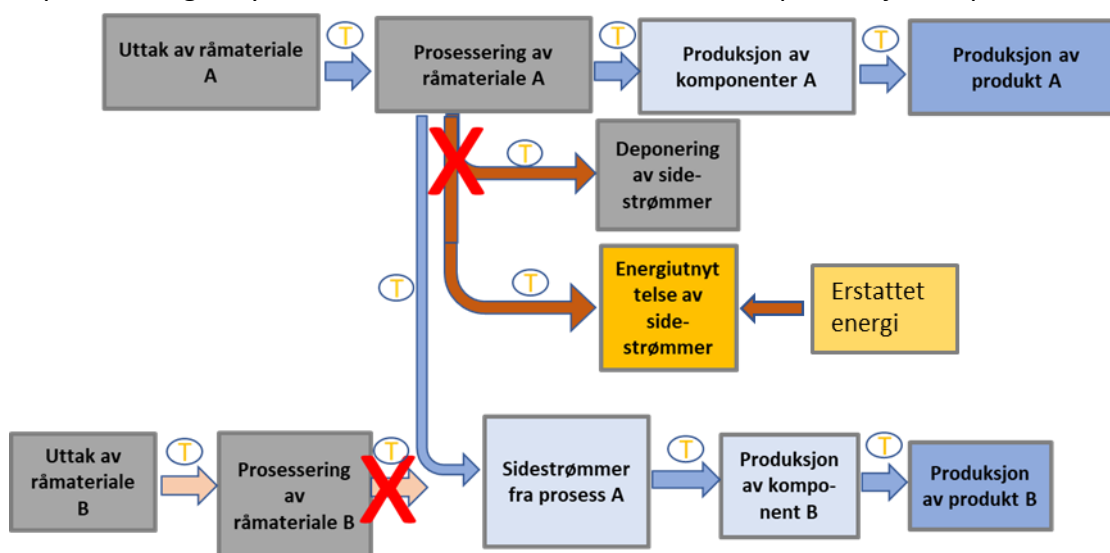 T
T
T
Uttak av råmateriale
A
Prosessering av
råmateriale A
Produksjon av
komponenter A
Produksjon av
produkt A
T
Deponering
av side-
strømmer
T
T
Energiutnyt
telse av
side-
strømmer
Erstattet
energi
T
T
T
T
Uttak av
råmateriale
B
Prosessering
av
råmateriale B
Sidestrømmer
fra prosess A
Produksjon
av kompo-
nent B
Produksjon
av produkt B